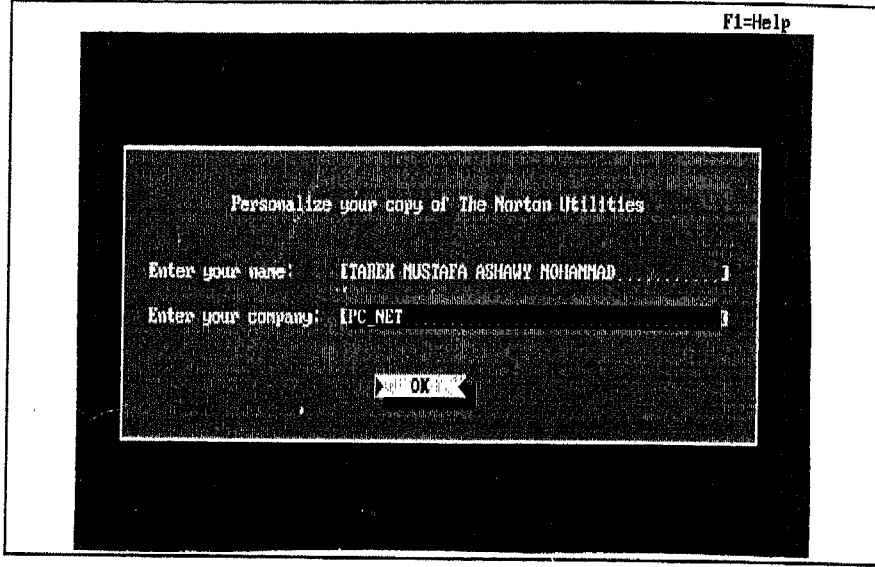 F1=Help
Personalize your copy of The Norton Utilities
Enter your name: [TAREK MUSTAFA ASHAWY MOHAMMAD..........]
Enter your company: [PC_NET]
OK